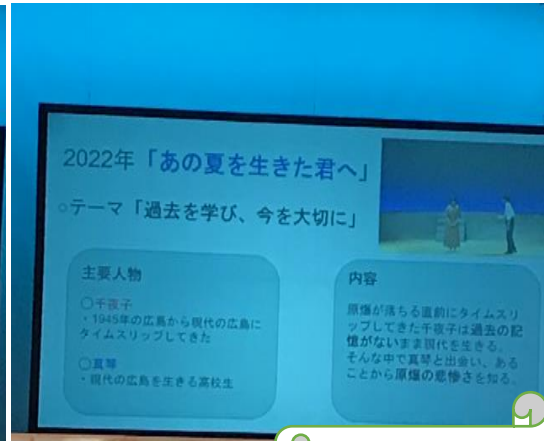 2022年「あの夏を生きた君へ」
○テーマ「過去を学び、今を大切に」
主要人物
○千夜子
・1945年の広島から現代の広島に
タイムスリップしてきた
○真琴
・現代の広島を生きる高校生
内容
原爆が落ちる直前にタイムスリ
ップしてきた千夜子は過去の記
憶がないまま現代を生きる。
そんな中で真琴と出会い、ある
ことから原爆の悲惨さを知る。